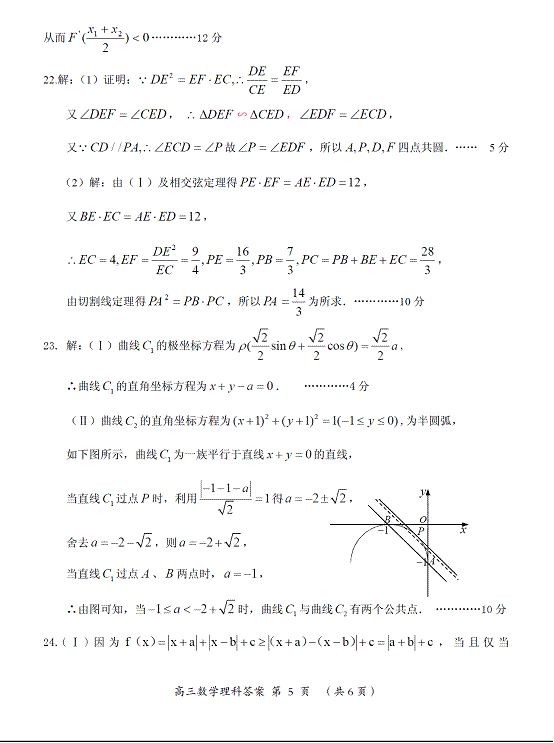 从而 F'((x₁+x₂)/2) < 0 …………12 分
22.解:(1)证明:∵ DE² = EF · EC, ∴ DE/CE = EF/ED,
又 ∠DEF = ∠CED, ∴ ΔDEF ∽ ΔCED, ∠EDF = ∠ECD,
又∵ CD // PA, ∴ ∠ECD = ∠P 故 ∠P = ∠EDF,所以 A, P, D, F 四点共圆.…… 5 分
(2)解:由(Ⅰ)及相交弦定理得 PE · EF = AE · ED = 12,
又 BE · EC = AE · ED = 12,
∴ EC = 4, EF = DE²/EC = 9/4, PE = 16/3, PB = 7/3, PC = PB + BE + EC = 28/3,
由切割线定理得 PA² = PB · PC,所以 PA = 14/3 为所求.…………10 分
23. 解:(Ⅰ)曲线 C₁ 的极坐标方程为 ρ(√2/2 sin θ + √2/2 cos θ) = √2/2 a,
∴曲线 C₁ 的直角坐标方程为 x + y − a = 0. …………4 分
(Ⅱ)曲线 C₂ 的直角坐标方程为 (x + 1)² + (y + 1)² = 1(−1 ≤ y ≤ 0),为半圆弧,
如下图所示,曲线 C₁ 为一族平行于直线 x + y = 0 的直线,
当直线 C₁ 过点 P 时,利用 |−1−1−a|/√2 = 1 得 a = −2 ± √2,
舍去 a = −2 − √2,则 a = −2 + √2,
当直线 C₁ 过点 A、B 两点时,a = −1,
y
B O
−1 P x
−1 A
∴由图可知,当 −1 ≤ a < −2 + √2 时,曲线 C₁ 与曲线 C₂ 有两个公共点. …………10 分
24.(Ⅰ)因为 f (x) = |x + a| + |x − b| + c ≥ |(x + a) − (x − b)| + c = |a + b| + c ,当且仅当
高三数学理科答案 第 5 页 (共 6 页)